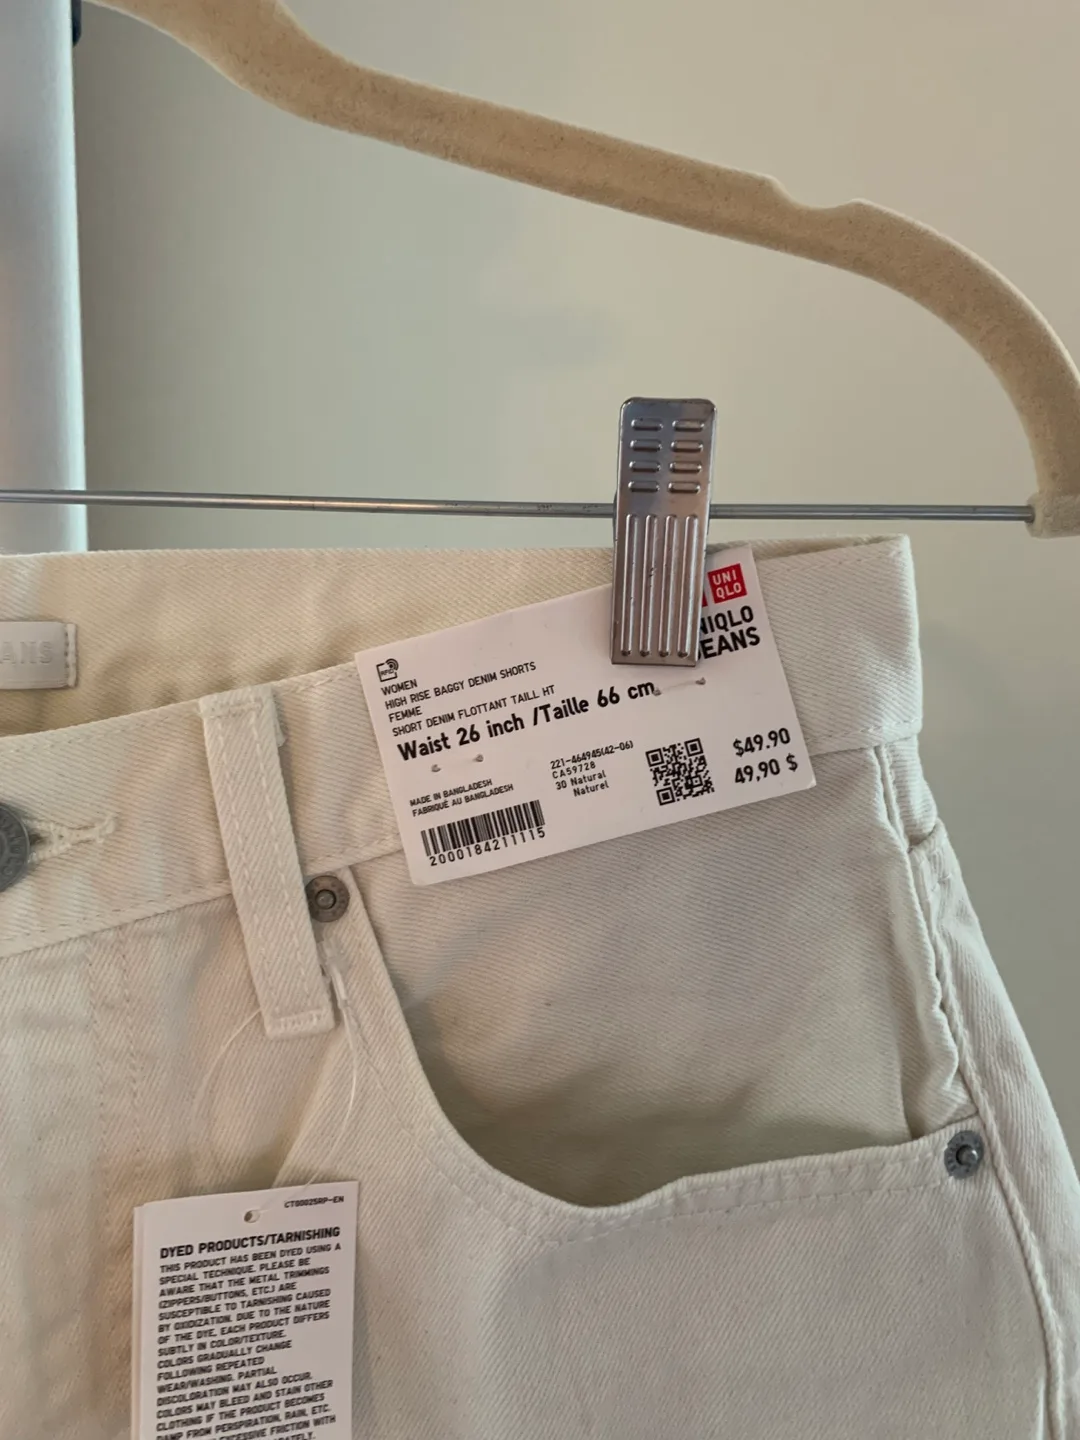 ANS
UNI
QLO
NIQLO
JEANS
WOMEN
HIGH RISE BAGGY DENIM SHORTS
FEMME
SHORT DENIM FLOTTANT TAILL HT
Waist 26 inch /Taille 66 cm
MADE IN BANGLADESH
FABRIQUÉ AU BANGLADESH
221-464945(42-06)
CA59728
30 Natural
Naturel
$49.90
49,90 $
2000184211115
CT00025RP-EN
DYED PRODUCTS/TARNISHING
THIS PRODUCT HAS BEEN DYED USING A
SPECIAL TECHNIQUE. PLEASE BE
AWARE THAT THE METAL TRIMMINGS
(ZIPPERS/BUTTONS, ETC.) ARE
SUSCEPTIBLE TO TARNISHING CAUSED
BY OXIDIZATION. DUE TO THE NATURE
OF THE DYE, EACH PRODUCT DIFFERS
SUBTLY IN COLOR/TEXTURE.
COLORS GRADUALLY CHANGE
FOLLOWING REPEATED
WEAR/WASHING. PARTIAL
DISCOLORATION MAY ALSO OCCUR.
COLORS MAY BLEED AND STAIN OTHER
CLOTHING IF THE PRODUCT BECOMES
DAMP FROM PERSPIRATION, RAIN, ETC.
EXCESSIVE FRICTION WITH